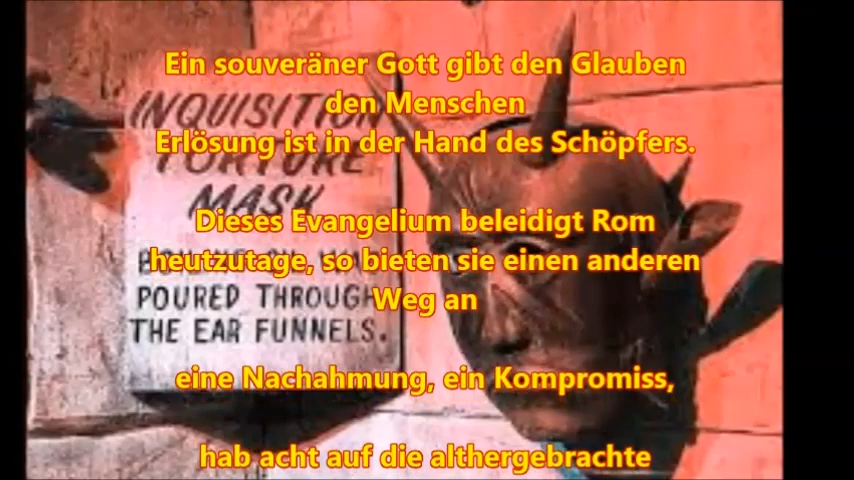 Ein souveräner Gott gibt den Glauben
den Menschen
Erlösung ist in der Hand des Schöpfers.
Dieses Evangelium beleidigt Rom
heutzutage, so bieten sie einen anderen
Weg an
eine Nachahmung, ein Kompromiss,
hab acht auf die althergebrachte
INQUISITION
TORTURE
MASK
POURED THROUGH
THE EAR FUNNELS.